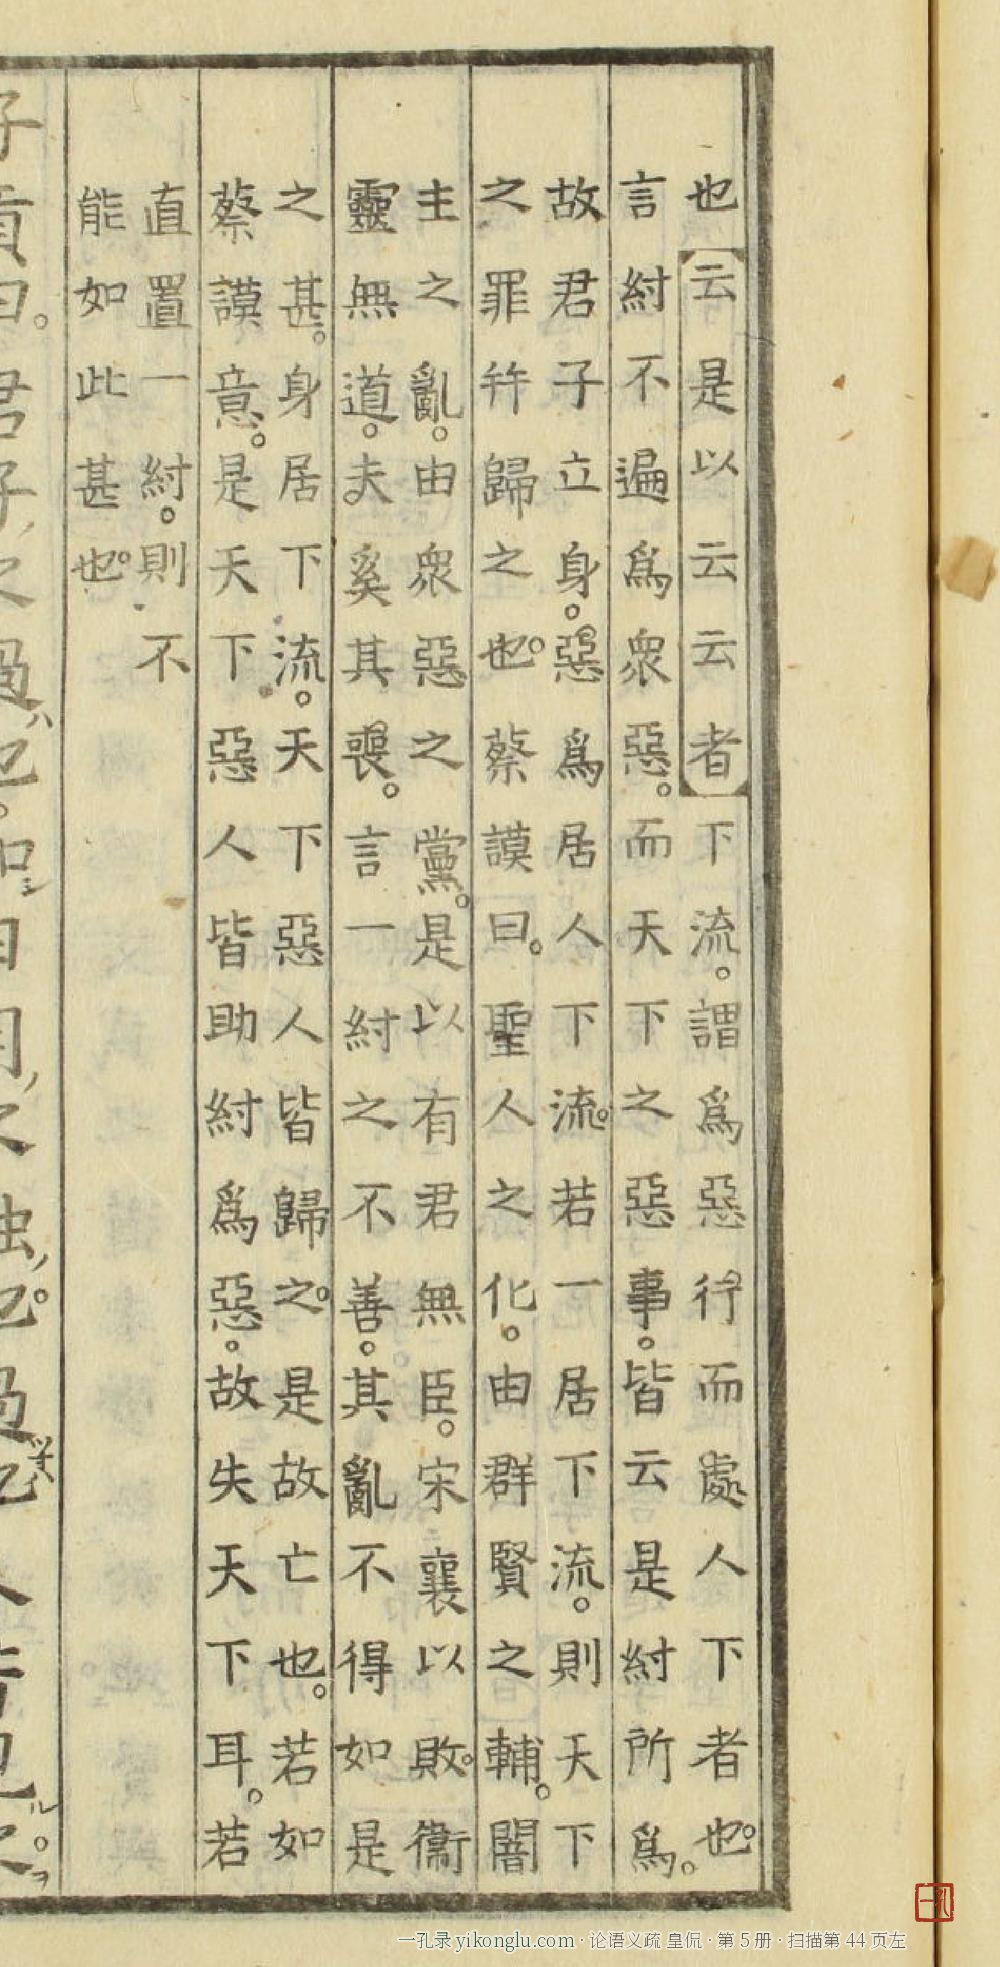 也【云是以云云者】下流。謂爲惡行而處人下者也。
言紂不遍爲衆惡。而天下之惡事。皆云是紂所爲。
故君子立身。惡爲居人下流。若一居下流。則天下
之罪幷歸之也。蔡謨曰。聖人之化。由群賢之輔。闇
主之亂。由衆惡之黨。是以有君無臣。宋襄以敗。衞
靈無道。夫奚其喪。言一紂之不善。其亂不得如是
之甚。身居下流。天下惡人皆歸之。是故亡也。若如
蔡謨意。是天下惡人皆助紂爲惡。故失天下耳。若
直置一紂。則不
能如此甚也。
子貢曰。君子之過也。如日月之蝕也。過也人皆見之。
一孔录 yikonglu.com · 论语义疏 皇侃 · 第 5 册 · 扫描第 44 页左